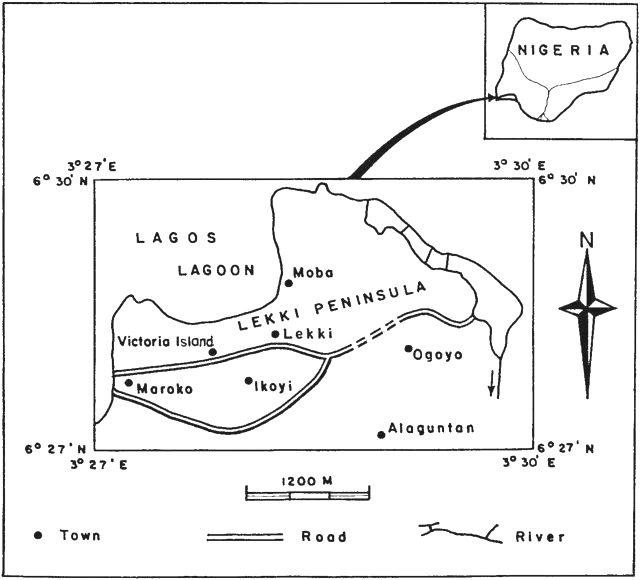 NIGERIA
3° 27' E
3° 30' E
6° 30' N
6° 30' N
LAGOS
LAGOON
Moba
LEKKI PENINSULA
Lekki
Victoria Island
Ogoyo
Maroko
Ikoyi
Alaguntan
N
6° 27' N
6° 27' N
3° 27' E
3° 30' E
1200 M
Town
Road
River